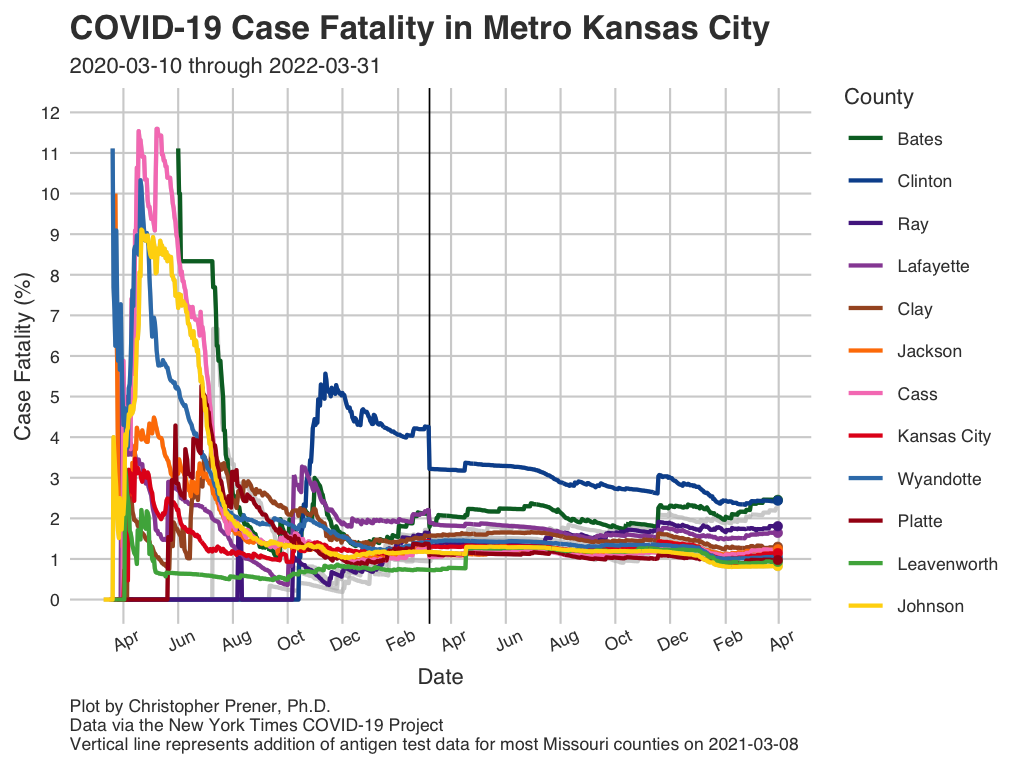 COVID-19 Case Fatality in Metro Kansas City
2020-03-10 through 2022-03-31
Case Fatality (%)
12
11
10
9
8
7
6
5
4
3
2
1
0
Apr Jun Aug Oct Dec Feb Apr Jun Aug Oct Dec Feb Apr
Date
County
Bates
Clinton
Ray
Lafayette
Clay
Jackson
Cass
Kansas City
Wyandotte
Platte
Leavenworth
Johnson
Plot by Christopher Prener, Ph.D.
Data via the New York Times COVID-19 Project
Vertical line represents addition of antigen test data for most Missouri counties on 2021-03-08